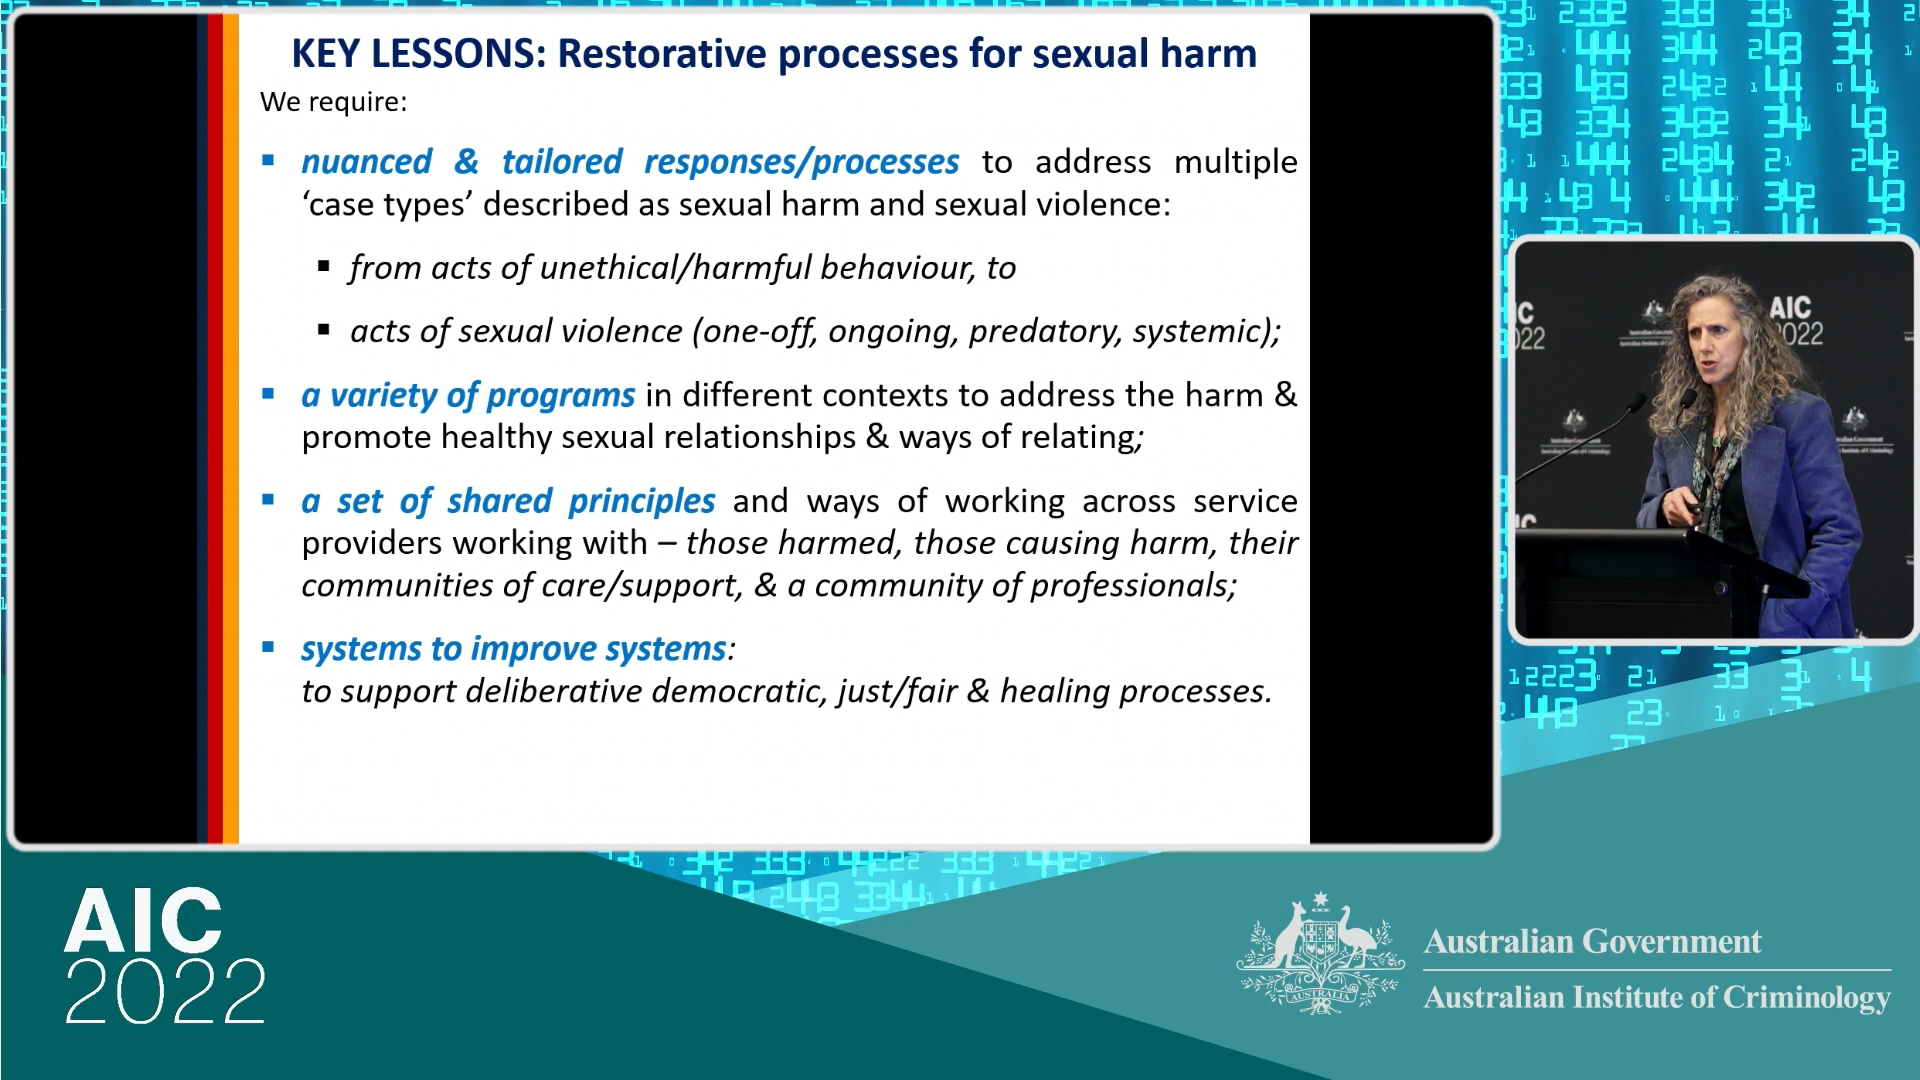 KEY LESSONS: Restorative processes for sexual harm
We require:
▪ nuanced & tailored responses/processes to address multiple
‘case types’ described as sexual harm and sexual violence:
▪ from acts of unethical/harmful behaviour, to
▪ acts of sexual violence (one-off, ongoing, predatory, systemic);
▪ a variety of programs in different contexts to address the harm &
promote healthy sexual relationships & ways of relating;
▪ a set of shared principles and ways of working across service
providers working with – those harmed, those causing harm, their
communities of care/support, & a community of professionals;
▪ systems to improve systems:
to support deliberative democratic, just/fair & healing processes.
AIC
2022
AIC
2022
AUSTRALIA
Australian Government
Australian Institute of Criminology